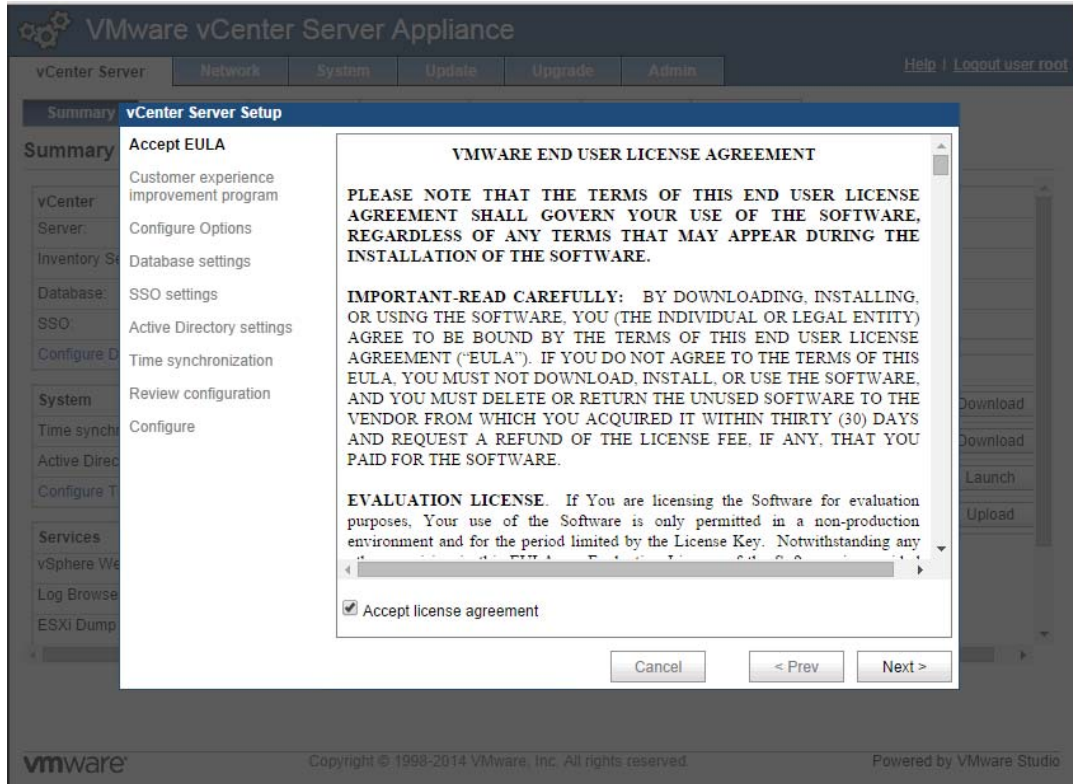 VMware vCenter Server Appliance
vCenter Server
Network
System
Update
Upgrade
Admin
Help | Logout user root
Summary
vCenter Server Setup
Summary
vCenter
Server:
Inventory
Database:
SSO:
Configure
System
Time
Active
Configure
Services
vSphere
Log Browse
ESXi Dump
Accept EULA
Customer experience
improvement program
Configure Options
Database settings
SSO settings
Active Directory settings
Time synchronization
Review configuration
Configure
VMWARE END USER LICENSE AGREEMENT
PLEASE NOTE THAT THE TERMS OF THIS END USER LICENSE
AGREEMENT SHALL GOVERN YOUR USE OF THE SOFTWARE,
REGARDLESS OF ANY TERMS THAT MAY APPEAR DURING THE
INSTALLATION OF THE SOFTWARE.
IMPORTANT-READ CAREFULLY: BY DOWNLOADING, INSTALLING,
OR USING THE SOFTWARE, YOU (THE INDIVIDUAL OR LEGAL ENTITY)
AGREE TO BE BOUND BY THE TERMS OF THIS END USER LICENSE
AGREEMENT (“EULA”). IF YOU DO NOT AGREE TO THE TERMS OF THIS
EULA, YOU MUST NOT DOWNLOAD, INSTALL, OR USE THE SOFTWARE,
AND YOU MUST DELETE OR RETURN THE UNUSED SOFTWARE TO THE
VENDOR FROM WHICH YOU ACQUIRED IT WITHIN THIRTY (30) DAYS
AND REQUEST A REFUND OF THE LICENSE FEE, IF ANY, THAT YOU
PAID FOR THE SOFTWARE.
EVALUATION LICENSE. If You are licensing the Software for evaluation
purposes, Your use of the Software is only permitted in a non-production
environment and for the period limited by the License Key. Notwithstanding any
Accept license agreement
Cancel
< Prev
Next >
Download
Download
Launch
Upload
vmware
Copyright © 1998-2014 VMware, Inc. All rights reserved.
Powered by VMware Studio